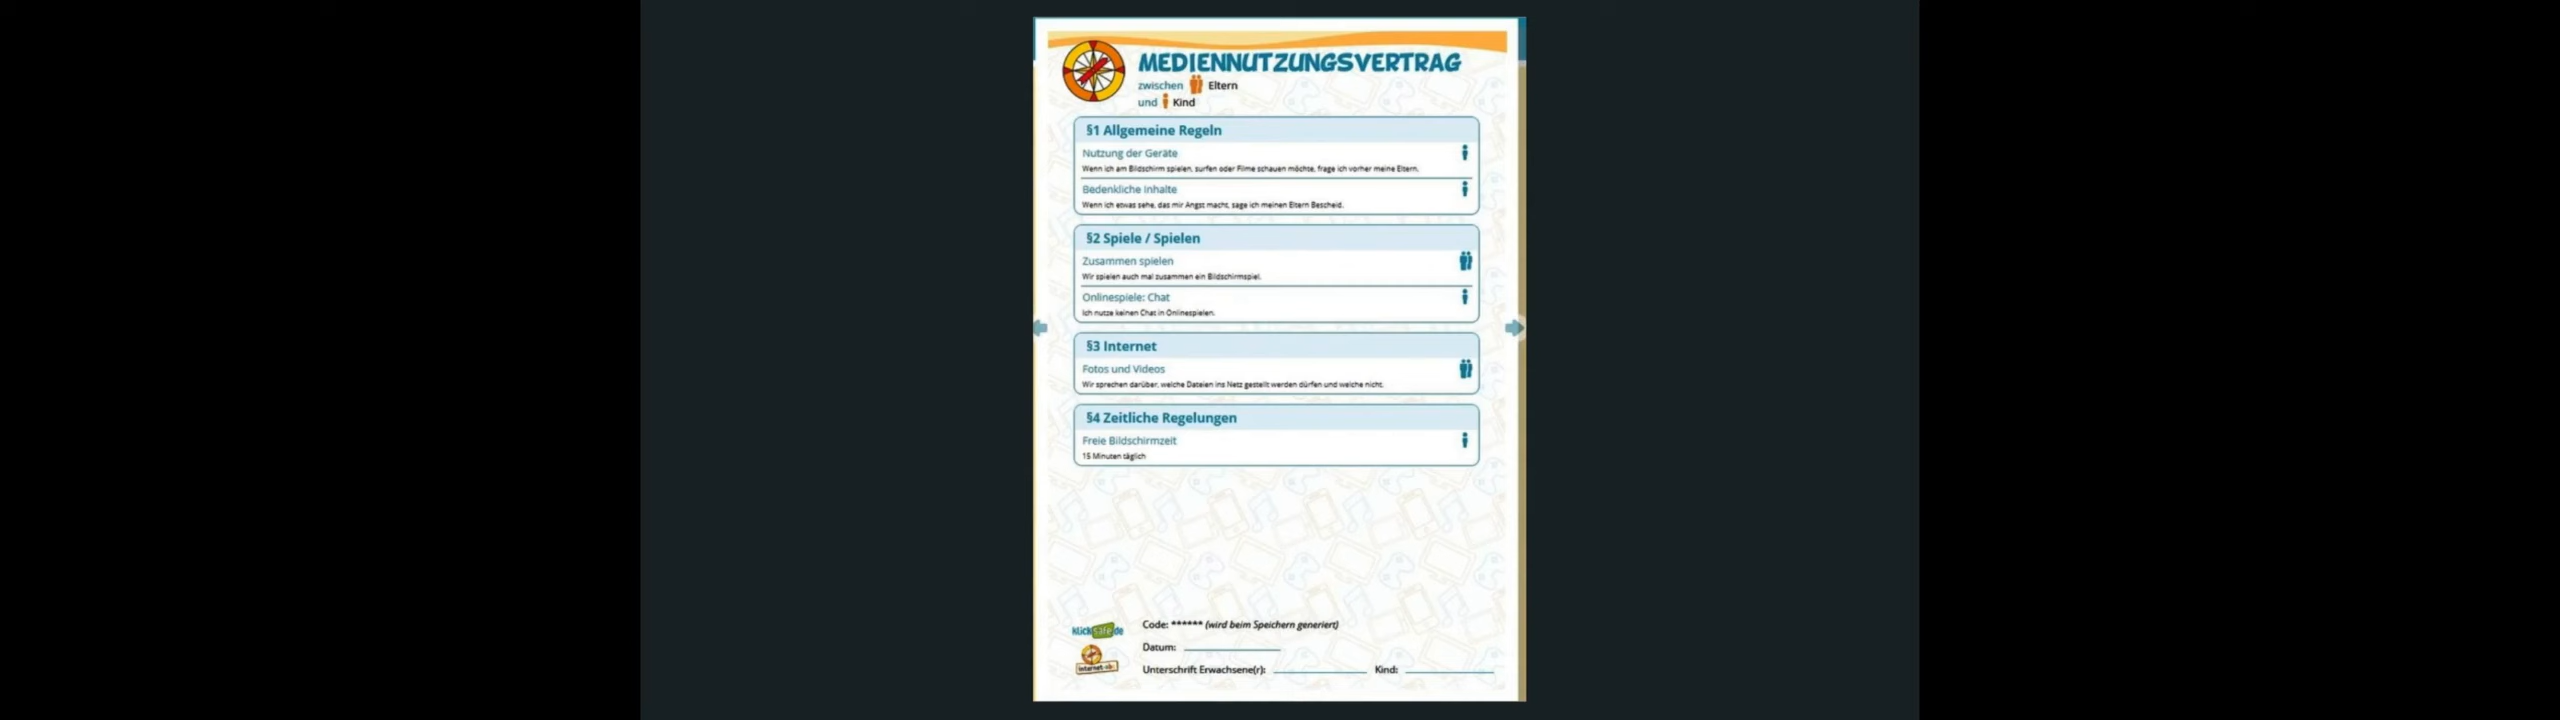 MEDIENNUTZUNGSVERTRAG
zwischen Eltern
und Kind
§1 Allgemeine Regeln
Nutzung der Geräte
Wenn ich am Bildschirm spielen, surfen oder Filme schauen möchte, frage ich vorher meine Eltern.
Bedenkliche Inhalte
Wenn ich etwas sehe, das mir Angst macht, sage ich meinen Eltern Bescheid.
§2 Spiele / Spielen
Zusammen spielen
Wir spielen auch mal zusammen ein Bildschirmspiel.
Onlinespiele: Chat
Ich nutze keinen Chat in Onlinespielen.
§3 Internet
Fotos und Videos
Wir sprechen darüber, welche Dateien ins Netz gestellt werden dürfen und welche nicht.
§4 Zeitliche Regelungen
Freie Bildschirmzeit
15 Minuten täglich
klicksafe.de
Code: ****** (wird beim Speichern generiert)
Datum:
internet-abc
Unterschrift Erwachsene(r): Kind: